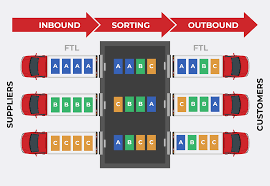 INBOUND SORTING OUTBOUND
FTL FTL
SUPPLIERS
CUSTOMERS
A A A A A A B C A A B C
B B B B C B B A C B B A
C C C C B C C A B C C A